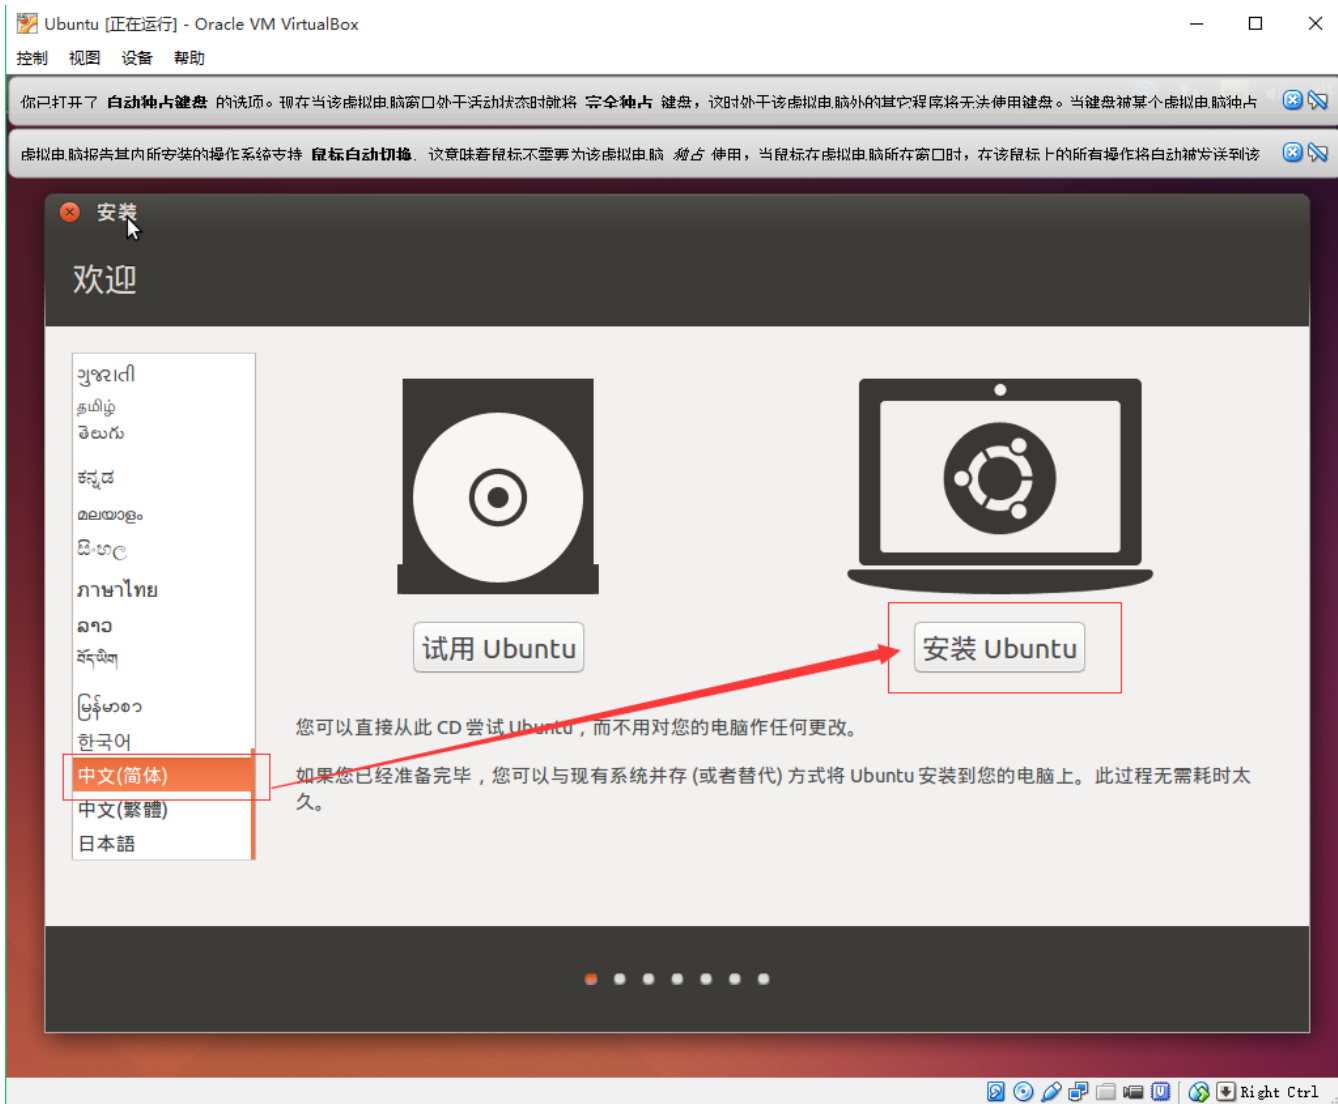 Ubuntu [正在运行] - Oracle VM VirtualBox
控制 视图 设备 帮助
你已打开了 自动独占键盘 的选项。现在当该虚拟电脑窗口处于活动状态时就将 完全独占 键盘，这时处于该虚拟电脑外的其它程序将无法使用键盘。当键盘被某个虚拟电脑独占
虚拟电脑报告其内所安装的操作系统支持 鼠标自动切换. 这意味着鼠标不需要为该虚拟电脑 独占 使用，当鼠标在虚拟电脑所在窗口时，在该鼠标上的所有操作将自动被发送到该
安装
欢迎
ગુજરાતી
தமிழ்
తెలుగు
ಕನ್ನಡ
മലയാളം
සිංහල
ภาษาไทย
ລາວ
བོད་ཡིག
မြန်မာစာ
한국어
中文(简体)
中文(繁體)
日本語
试用 Ubuntu
安装 Ubuntu
您可以直接从此 CD 尝试 Ubuntu，而不用对您的电脑作任何更改。
如果您已经准备完毕，您可以与现有系统并存 (或者替代) 方式将 Ubuntu 安装到您的电脑上。此过程无需耗时太
久。
Right Ctrl